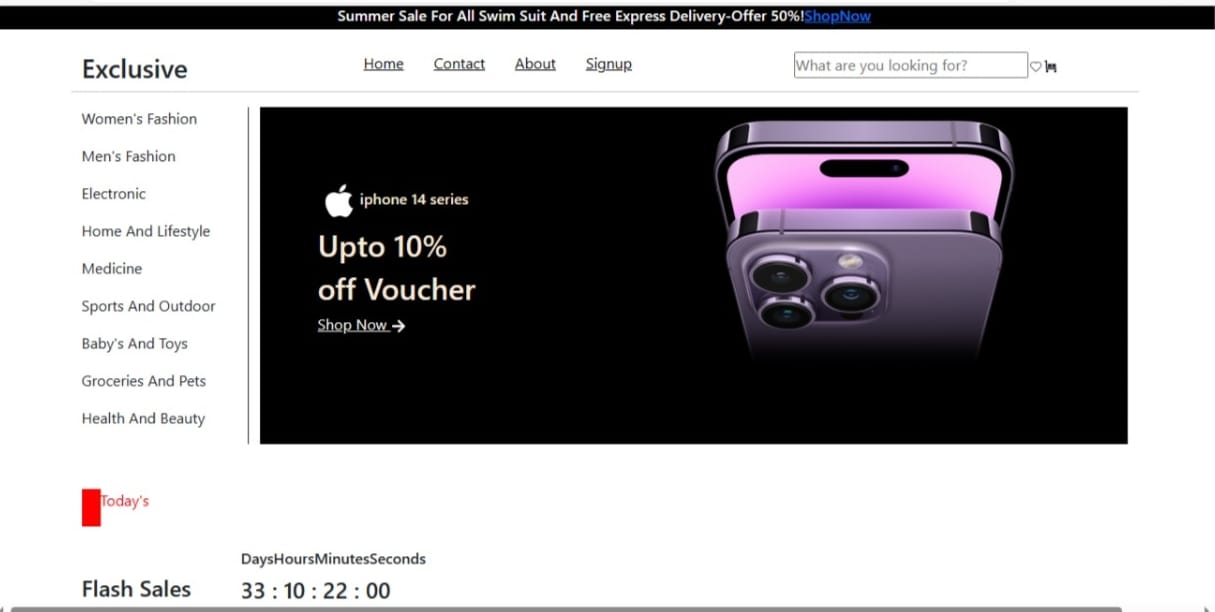 Summer Sale For All Swim Suit And Free Express Delivery-Offer 50%!ShopNow
Exclusive
Home Contact About Signup
What are you looking for?
Women's Fashion
Men's Fashion
Electronic
Home And Lifestyle
Medicine
Sports And Outdoor
Baby's And Toys
Groceries And Pets
Health And Beauty
iphone 14 series
Upto 10%
off Voucher
Shop Now
Today's
DaysHoursMinutesSeconds
Flash Sales 33 : 10 : 22 : 00